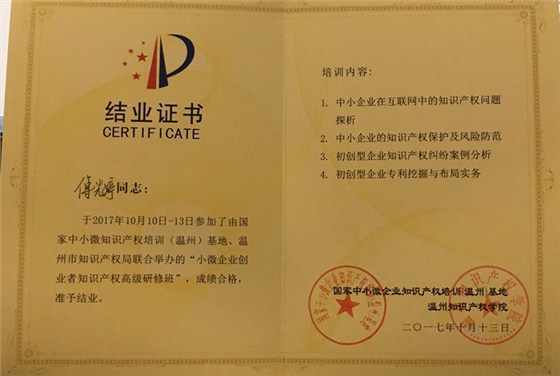 结业证书
CERTIFICATE
傅光宇同志：
于2017年10月10日-13日参加了由国
家中小微知识产权培训（温州）基地、温
州市知识产权局联合举办的“小微企业创
业者知识产权高级研修班”，成绩合格，
准予结业。
培训内容：
1. 中小企业在互联网中的知识产权问题
探析
2. 中小企业的知识产权保护及风险防范
3. 初创型企业知识产权纠纷案例分析
4. 初创型企业专利挖掘与布局实务
国家中小微企业知识产权培训(温州)基地
温州知识产权学院
二〇一七年十月十三日